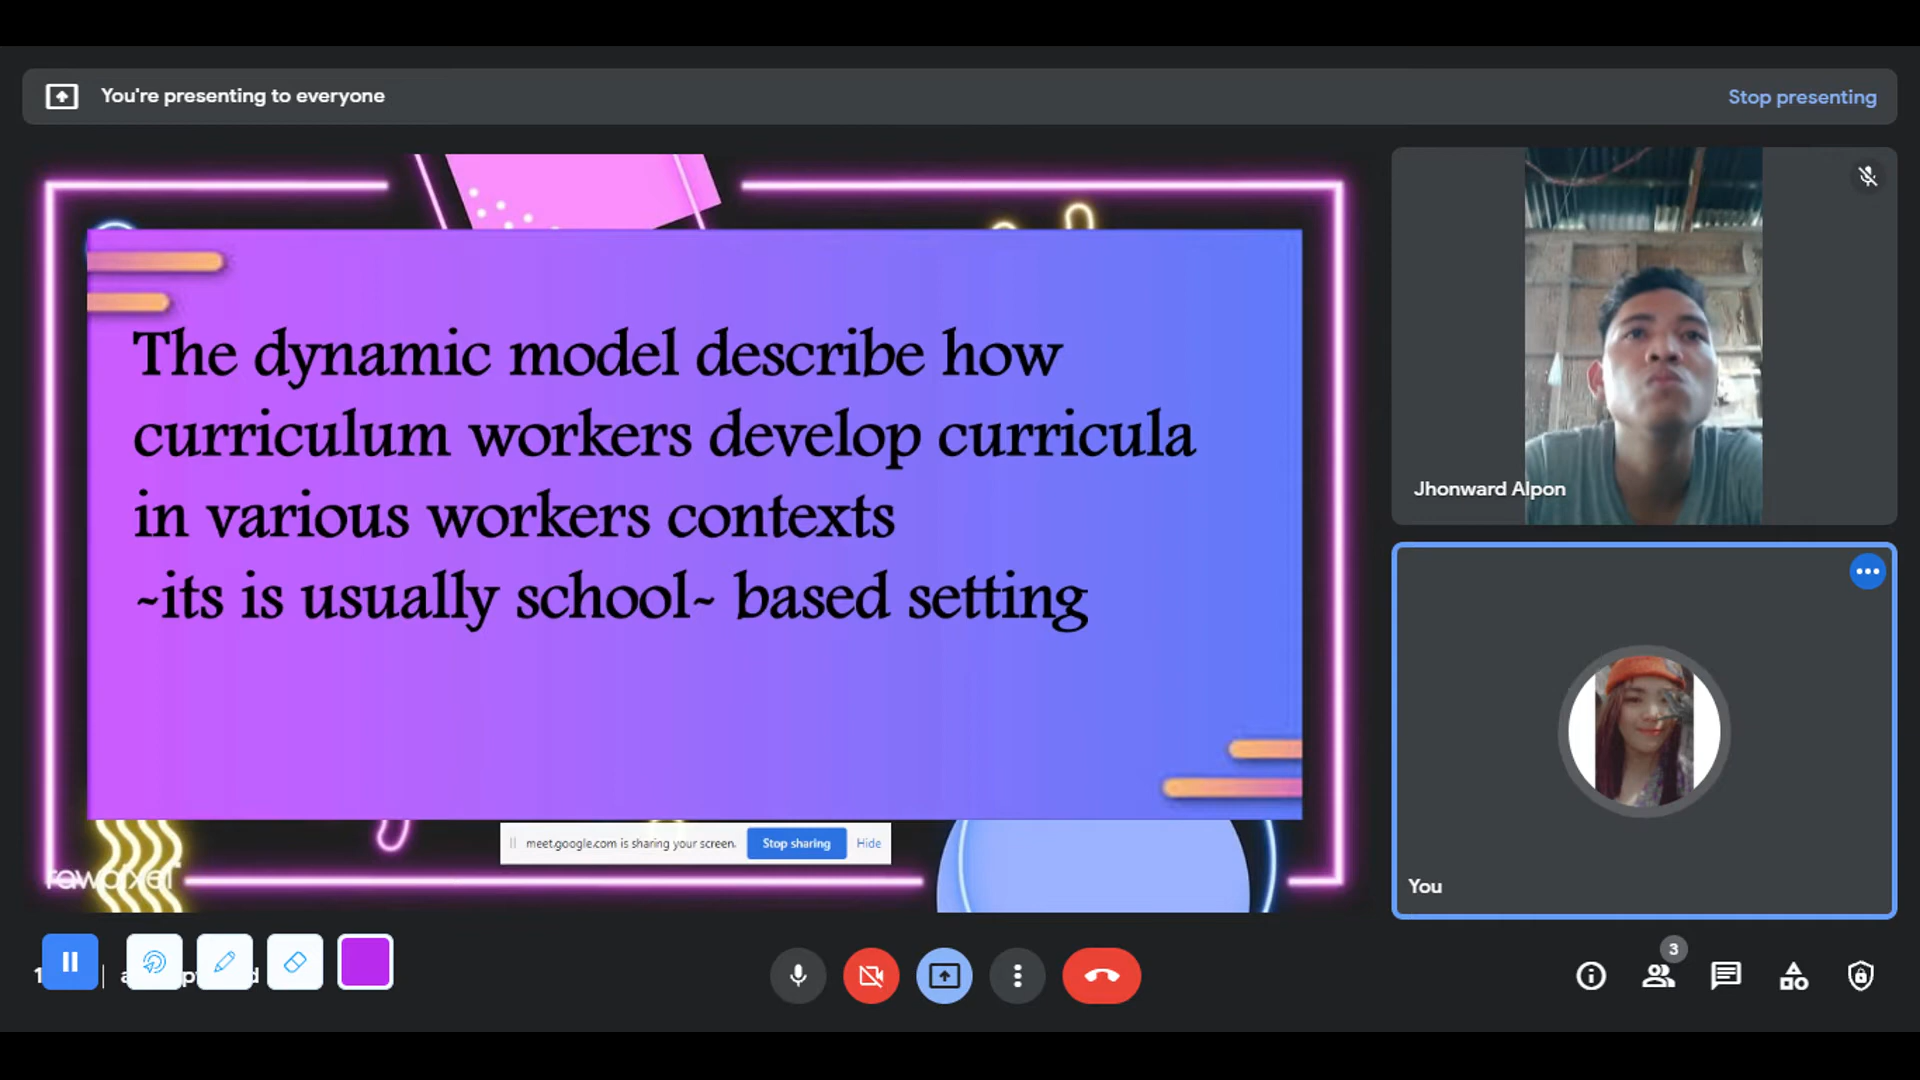 You're presenting to everyone
Stop presenting
The dynamic model describe how
curriculum workers develop curricula
in various workers contexts
~its is usually school~ based setting
Jhonward Alpon
meet.google.com is sharing your screen.
Stop sharing
Hide
rawpixel
You
3